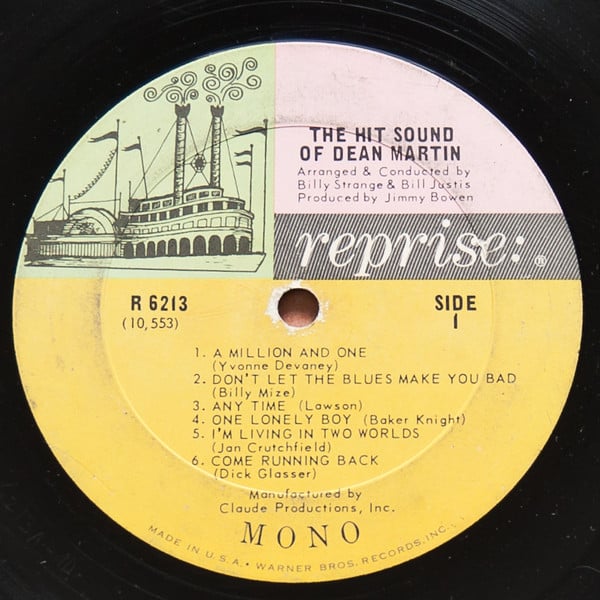 THE HIT SOUND
OF DEAN MARTIN
Arranged & Conducted by
Billy Strange & Bill Justis
Produced by Jimmy Bowen
reprise: ®
R 6213
(10,553)
SIDE
1
1. A MILLION AND ONE
(Yvonne Devaney)
2. DON'T LET THE BLUES MAKE YOU BAD
(Billy Mize)
3. ANY TIME (Lawson)
4. ONE LONELY BOY (Baker Knight)
5. I'M LIVING IN TWO WORLDS
(Jan Crutchfield)
6. COME RUNNING BACK
(Dick Glasser)
Manufactured by
Claude Productions, Inc.
MONO
MADE IN U.S.A. • WARNER BROS. RECORDS, INC.